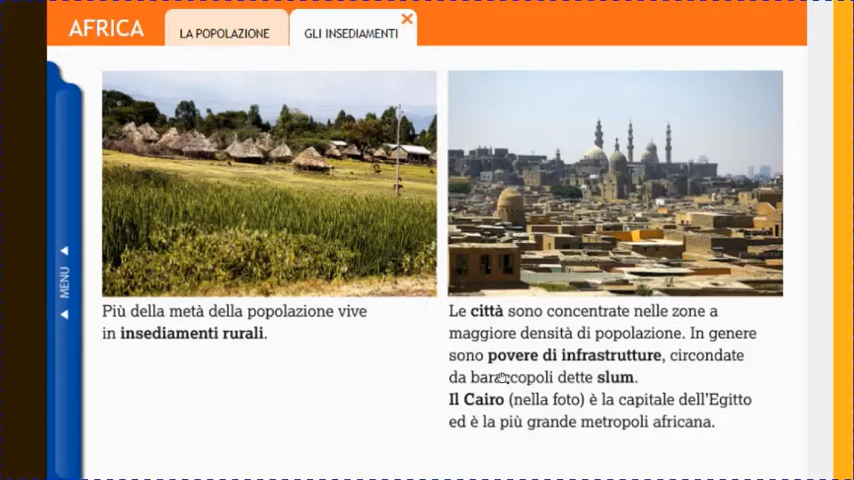 AFRICA
LA POPOLAZIONE
GLI INSEDIAMENTI
MENU
Più della metà della popolazione vive
in insediamenti rurali.
Le città sono concentrate nelle zone a
maggiore densità di popolazione. In genere
sono povere di infrastrutture, circondate
da baraccopoli dette slum.
Il Cairo (nella foto) è la capitale dell'Egitto
ed è la più grande metropoli africana.